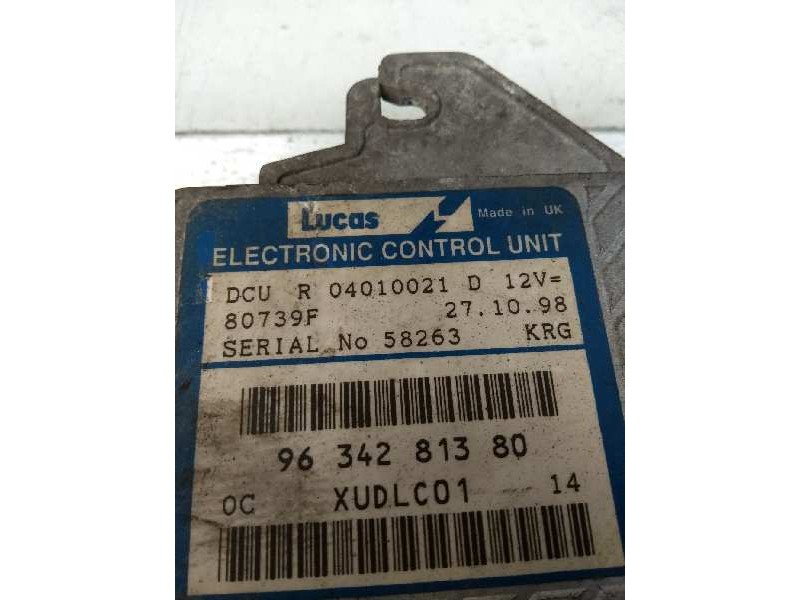 Lucas Made in UK
ELECTRONIC CONTROL UNIT
DCU R 04010021 D 12V=
80739F 27.10.98
SERIAL No 58263 KRG
96 342 813 80
0C XUDLC01 14